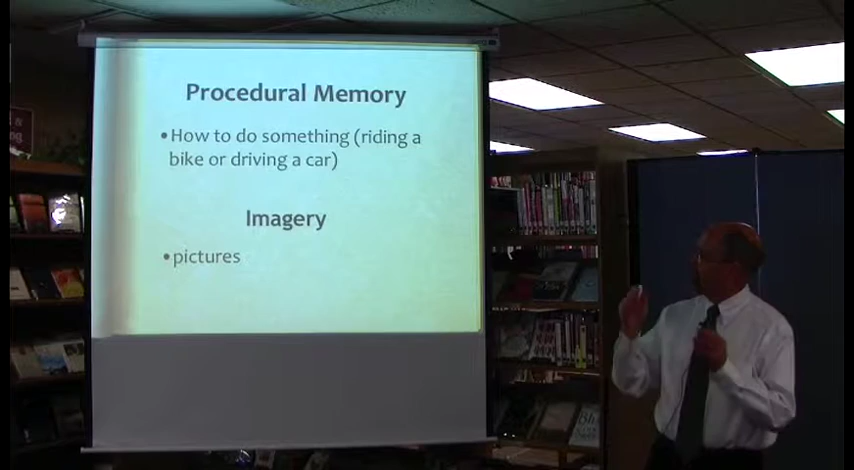 Procedural Memory
•How to do something (riding a
bike or driving a car)
Imagery
•pictures